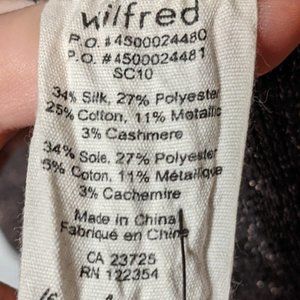 wilfred
P.O. #4500024480
P.O. #4500024481
SC10
34% Silk, 27% Polyester
25% Cotton, 11% Metallic
3% Cashmere
34% Soie, 27% Polyester
5% Coton, 11% Métallique
3% Cachemire
Made in China
Fabriqué en Chine
CA 23725
RN 122354